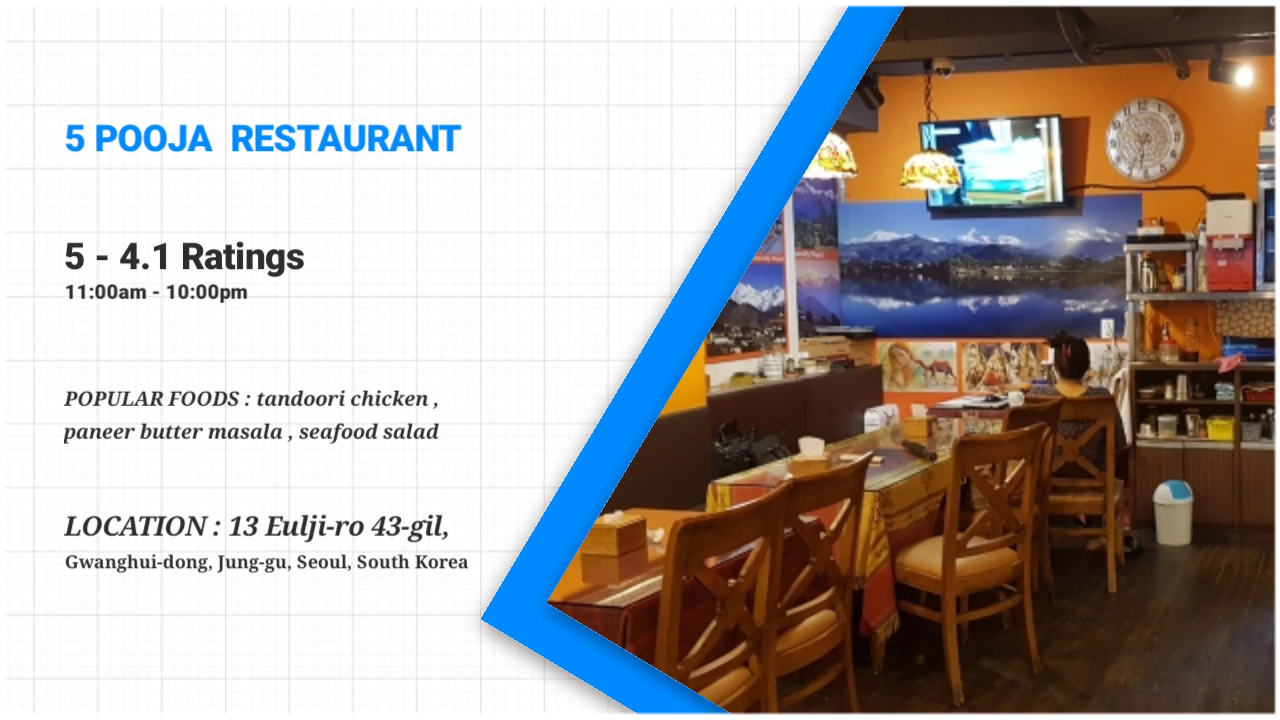 5 POOJA RESTAURANT
5 - 4.1 Ratings
11:00am - 10:00pm
POPULAR FOODS : tandoori chicken ,
paneer butter masala , seafood salad
LOCATION : 13 Eulji-ro 43-gil,
Gwanghui-dong, Jung-gu, Seoul, South Korea